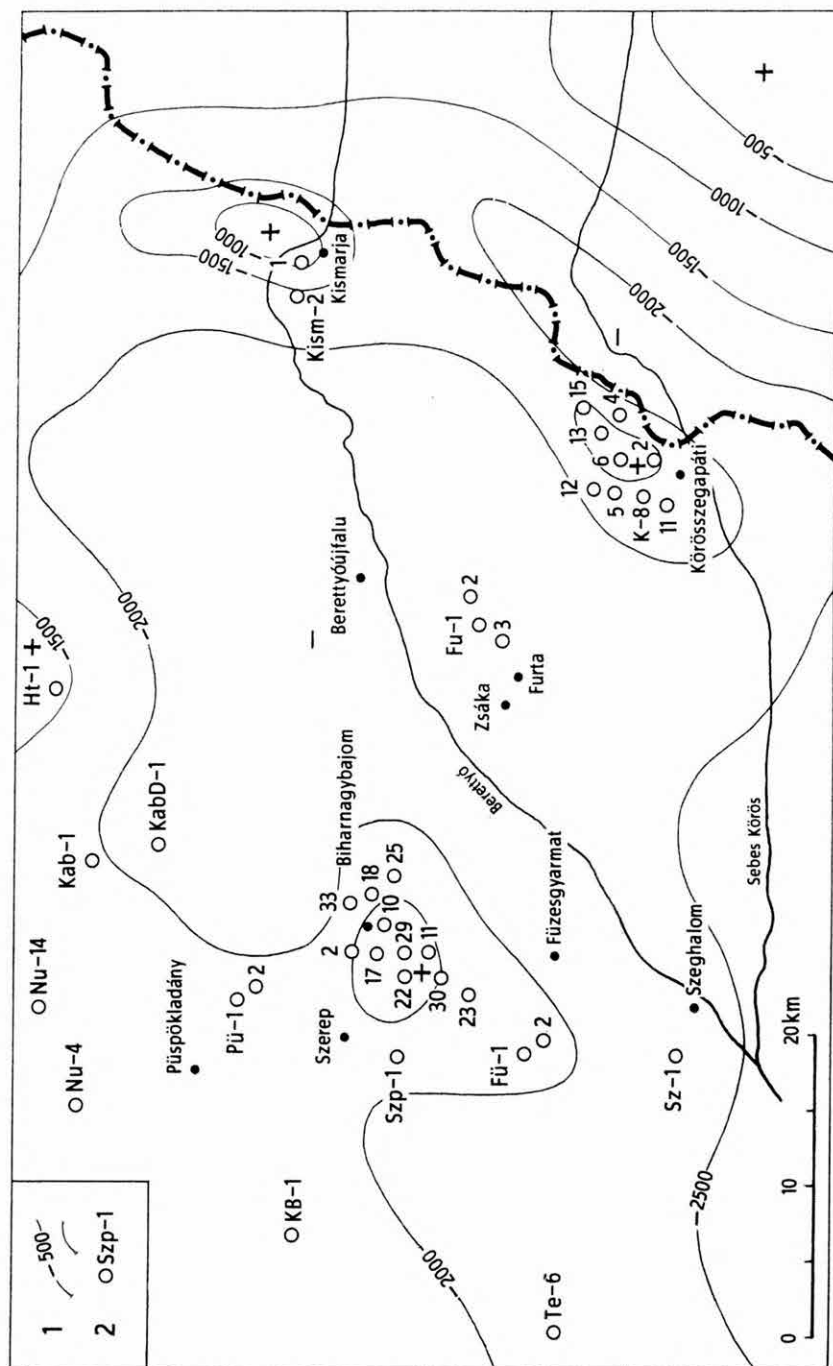 1 -500-
2 Szp-1
Nu-4
Nu-14
Kab-1
KabD-1
Ht-1
-1500
-2000
Püspökladány
Pü-1
2
KB-1
Szerep
Szp-1
Biharnagybajom
33
18
25
2
10
17
29
22
11
30
23
Fü-1
2
Füzesgyarmat
-2000
Te-6
Sz-1
Szeghalom
-2500
Berettyóújfalu
Berettyó
Fu-1
2
3
Zsáka
Furta
Sebes Körös
Kism-2
1
Kismarja
-1000
-1500
15
13
4
12
6
2
5
K-8
11
Körösszegapáti
-2000
-1500
-1000
-500
0 10 20 km